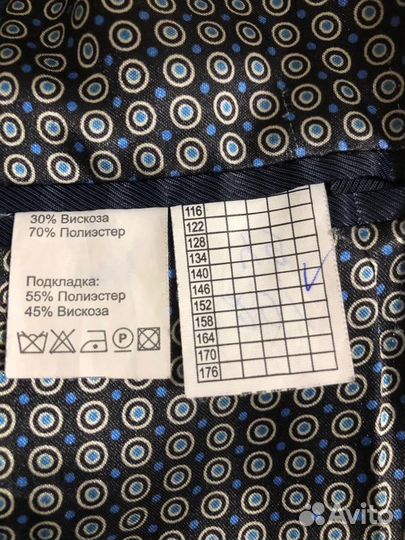 30% Вискоза
70% Полиэстер
Подкладка:
55% Полиэстер
45% Вискоза
P
116
122
128
134
140
146
152
158
164
170
176
Avito